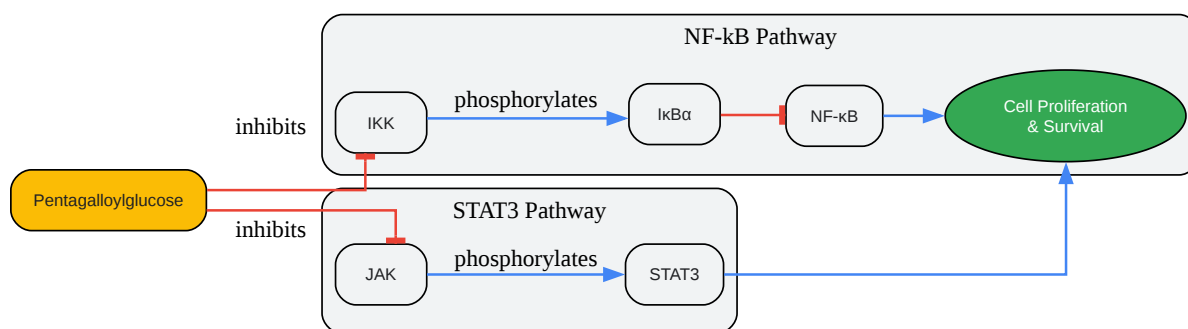 NF-kB Pathway
inhibits
IKK
phosphorylates
IκBα
NF-κB
Cell Proliferation
& Survival
Pentagalloylglucose
inhibits
STAT3 Pathway
JAK
phosphorylates
STAT3